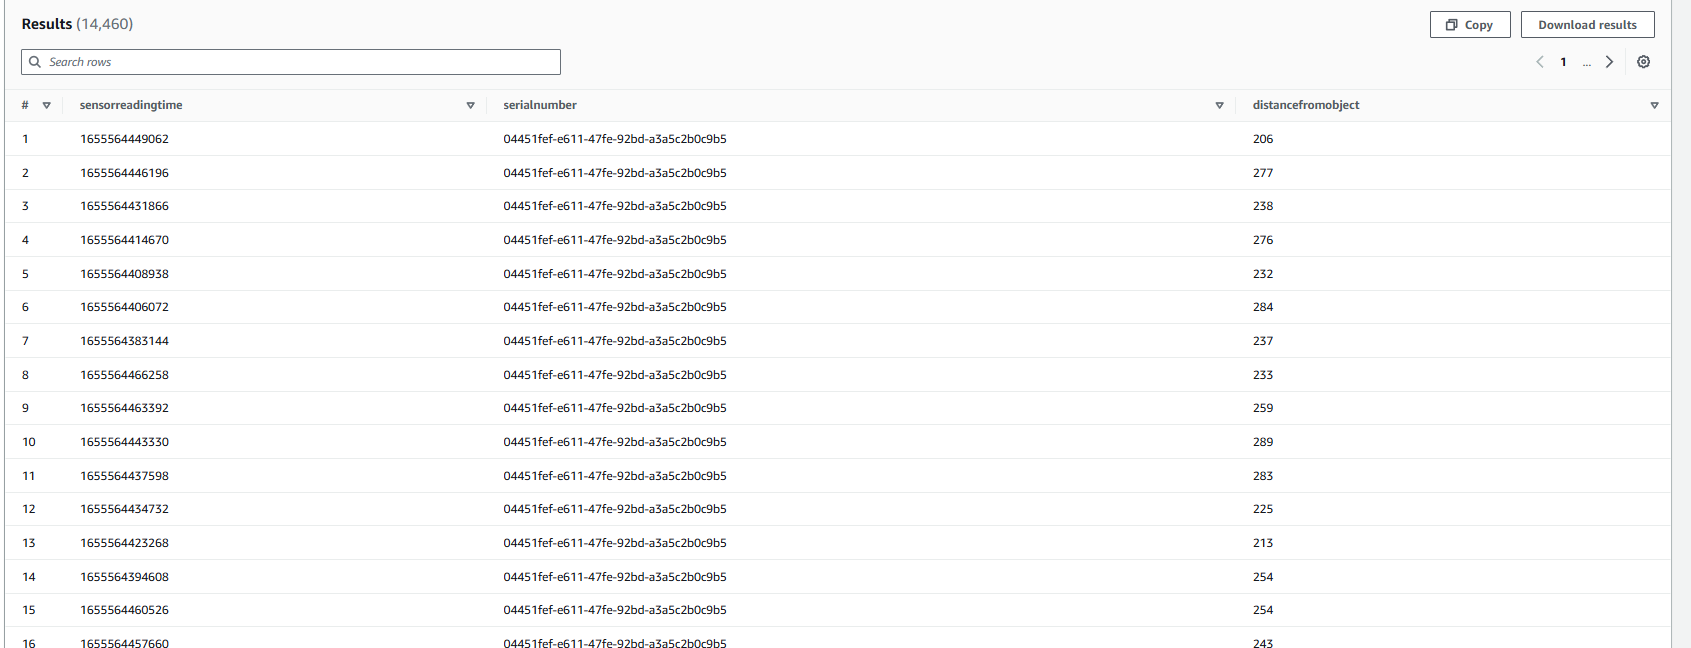 Results (14,460)
Copy
Download results
Search rows
1 ...
# sensorreadingtime serialnumber distancefromobject
1 1655564449062 04451fef-e611-47fe-92bd-a3a5c2b0c9b5 206
2 1655564446196 04451fef-e611-47fe-92bd-a3a5c2b0c9b5 277
3 1655564431866 04451fef-e611-47fe-92bd-a3a5c2b0c9b5 238
4 1655564414670 04451fef-e611-47fe-92bd-a3a5c2b0c9b5 276
5 1655564408938 04451fef-e611-47fe-92bd-a3a5c2b0c9b5 232
6 1655564406072 04451fef-e611-47fe-92bd-a3a5c2b0c9b5 284
7 1655564383144 04451fef-e611-47fe-92bd-a3a5c2b0c9b5 237
8 1655564466258 04451fef-e611-47fe-92bd-a3a5c2b0c9b5 233
9 1655564463392 04451fef-e611-47fe-92bd-a3a5c2b0c9b5 259
10 1655564443330 04451fef-e611-47fe-92bd-a3a5c2b0c9b5 289
11 1655564437598 04451fef-e611-47fe-92bd-a3a5c2b0c9b5 283
12 1655564434732 04451fef-e611-47fe-92bd-a3a5c2b0c9b5 225
13 1655564423268 04451fef-e611-47fe-92bd-a3a5c2b0c9b5 213
14 1655564394608 04451fef-e611-47fe-92bd-a3a5c2b0c9b5 254
15 1655564460526 04451fef-e611-47fe-92bd-a3a5c2b0c9b5 254
16 1655564457660 04451fef-e611-47fe-92bd-a3a5c2b0c9b5 243